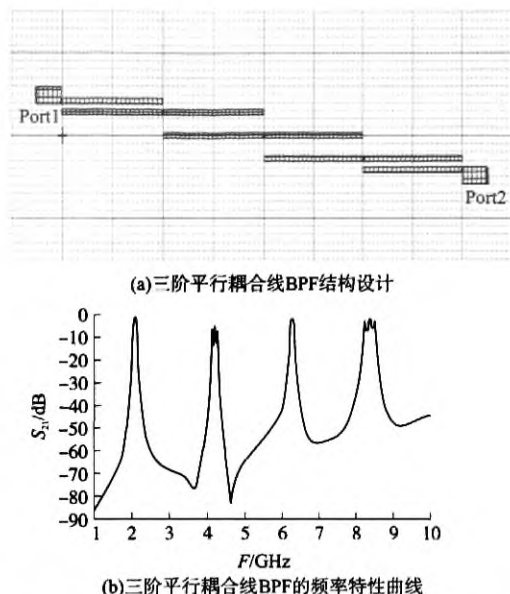 Port1
Port2
(a)三阶平行耦合线BPF结构设计
0
-10
-20
-30
-40
-50
-60
-70
-80
-90
S₂₁/dB
1 2 3 4 5 6 7 8 9 10
F/GHz
(b)三阶平行耦合线BPF的频率特性曲线